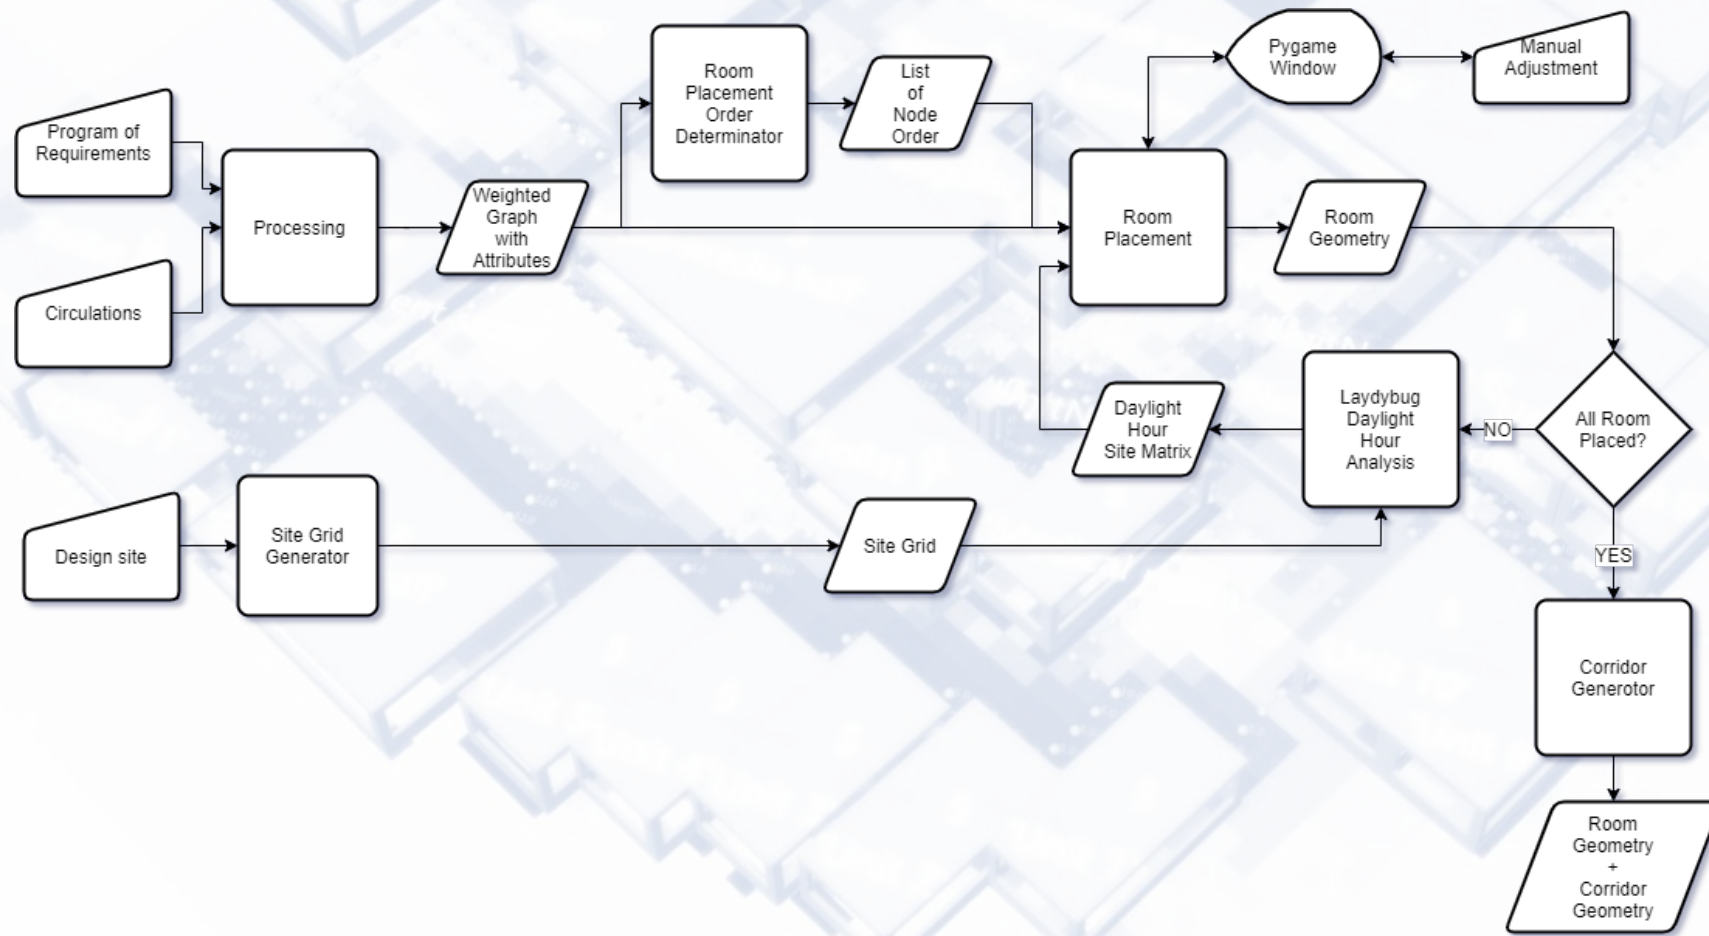 Program of
Requirements
Circulations
Processing
Weighted
Graph
with
Attributes
Room
Placement
Order
Determinator
List
of
Node
Order
Pygame
Window
Manual
Adjustment
Room
Placement
Room
Geometry
All Room
Placed?
NO
Laydybug
Daylight
Hour
Analysis
Daylight
Hour
Site Matrix
Design site
Site Grid
Generator
Site Grid
YES
Corridor
Generotor
Room
Geometry
+
Corridor
Geometry